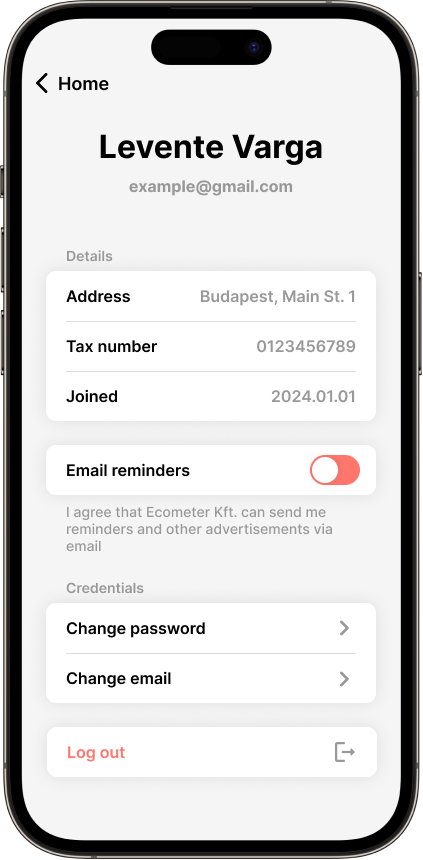 Home
Levente Varga
example@gmail.com
Details
Address Budapest, Main St. 1
Tax number 0123456789
Joined 2024.01.01
Email reminders
I agree that Ecometer Kft. can send me
reminders and other advertisements via
email
Credentials
Change password
Change email
Log out